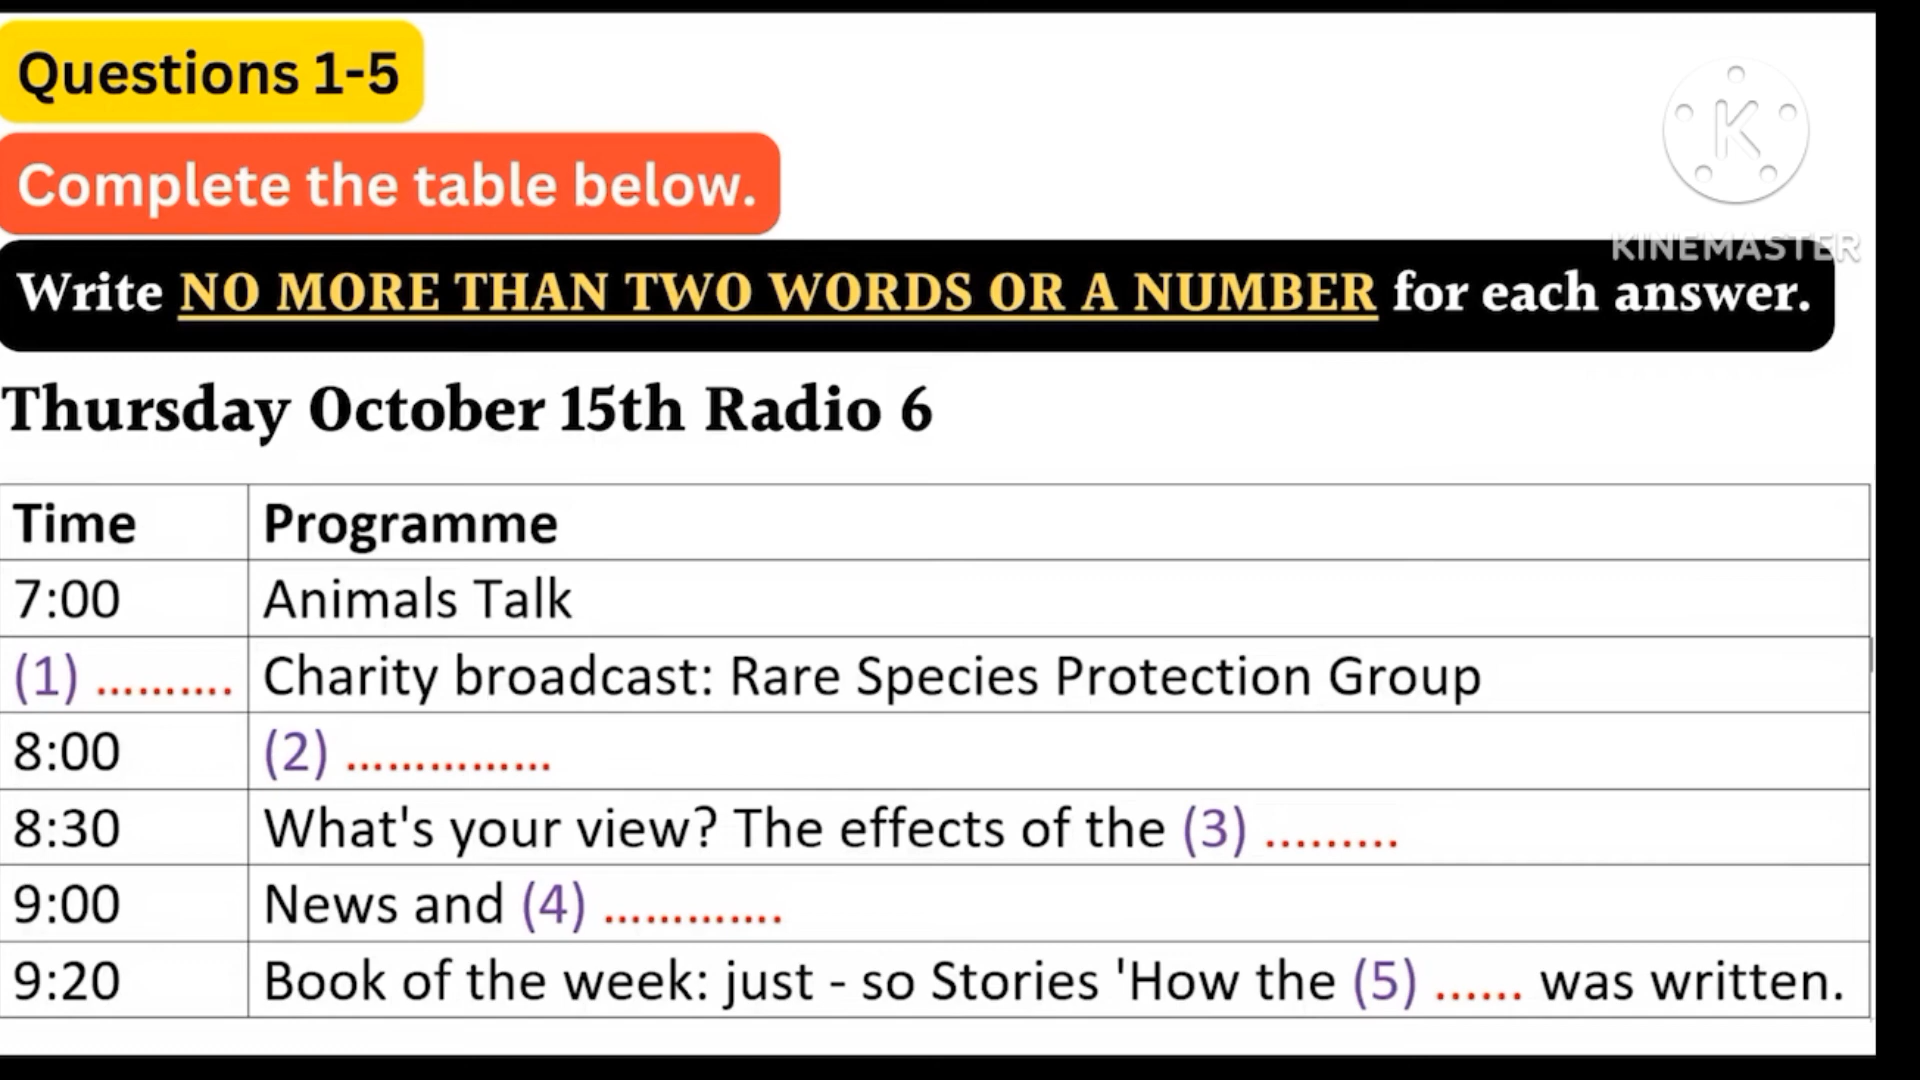 Questions 1-5
Complete the table below.
KINEMASTER
Write NO MORE THAN TWO WORDS OR A NUMBER for each answer.
Thursday October 15th Radio 6
Time Programme
7:00 Animals Talk
(1) .......... Charity broadcast: Rare Species Protection Group
8:00 (2) ...............
8:30 What's your view? The effects of the (3) .........
9:00 News and (4) .............
9:20 Book of the week: just - so Stories 'How the (5) ...... was written.